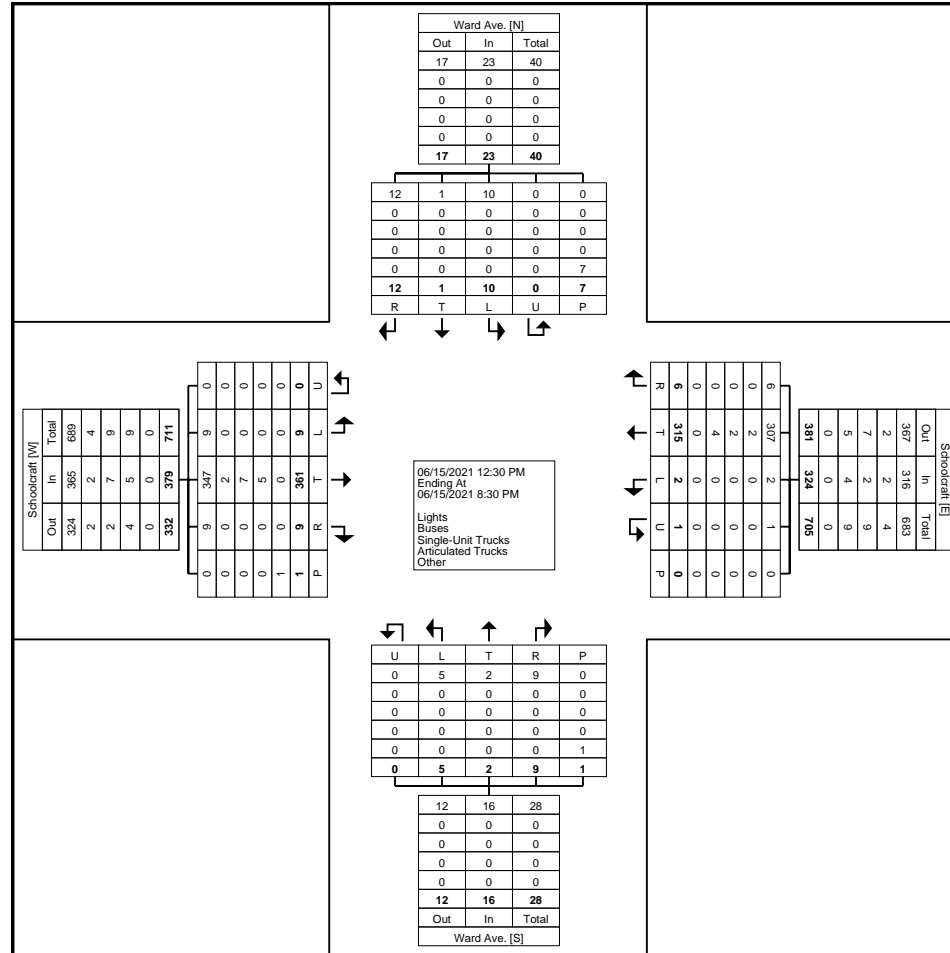 Ward Ave. [N]
Out In Total
17 23 40
0 0 0
0 0 0
0 0 0
0 0 0
17 23 40
12 1 10 0 0
0 0 0 0 0
0 0 0 0 0
0 0 0 0 0
0 0 0 0 7
12 1 10 0 7
R T L U P
Schoolcraft [W]
Total 689 4 9 9 0 711
In 365 2 7 5 0 379
Out 324 2 2 4 0 332
0 0 0 0 0 0 U
9 0 0 0 0 9 L
347 2 7 5 0 361 T
9 0 0 0 0 9 R
0 0 0 0 1 1 P
06/15/2021 12:30 PM
Ending At
06/15/2021 8:30 PM
Lights
Buses
Single-Unit Trucks
Articulated Trucks
Other
R 6 0 0 0 0 6
T 315 0 4 2 2 307
L 2 0 0 0 0 2
U 1 0 0 0 0 1
P 0 0 0 0 0 0
381 0 5 7 2 367 Out
324 0 4 2 2 316 In
705 0 9 9 4 683 Total
Schoolcraft [E]
U L T R P
0 5 2 9 0
0 0 0 0 0
0 0 0 0 0
0 0 0 0 0
0 0 0 0 1
0 5 2 9 1
12 16 28
0 0 0
0 0 0
0 0 0
0 0 0
12 16 28
Out In Total
Ward Ave. [S]